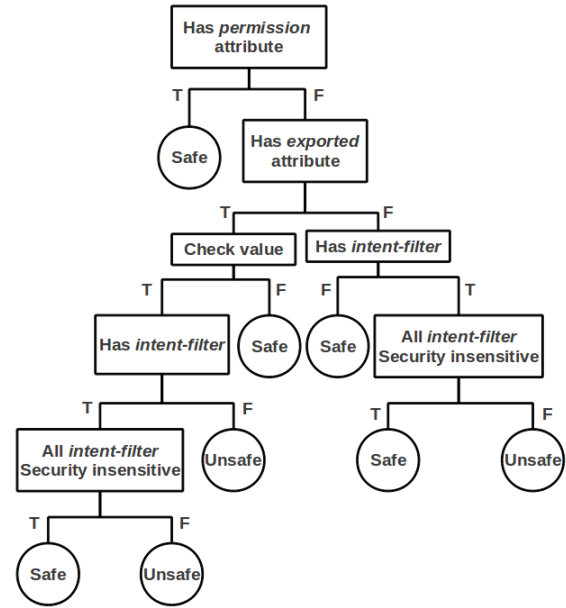 Has permission
attribute
T
F
Safe
Has exported
attribute
T
F
Check value
Has intent-filter
T
F
F
T
Has intent-filter
Safe
Safe
All intent-filter
Security insensitive
T
F
T
F
All intent-filter
Security insensitive
Unsafe
Safe
Unsafe
T
F
Safe
Unsafe